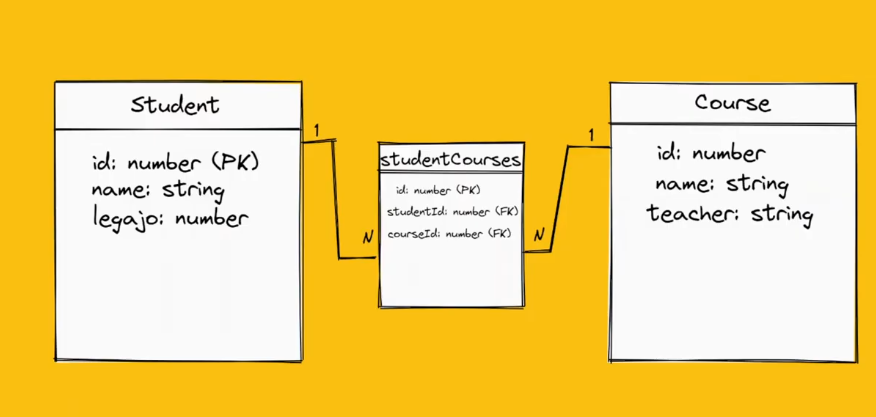 Student
id: number (PK)
name: string
legajo: number
1
N
studentCourses
id: number (PK)
studentId: number (FK)
courseId: number (FK)
N
1
Course
id: number
name: string
teacher: string